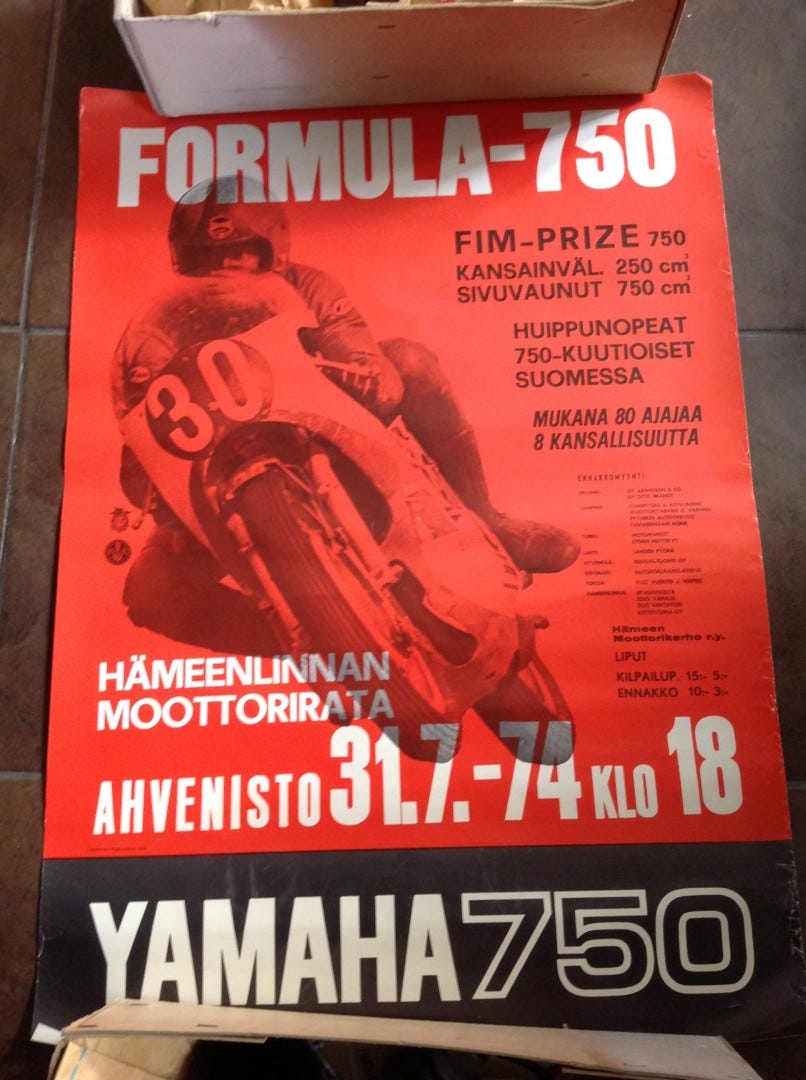 FORMULA-750
FIM-PRIZE 750
KANSAINVÄL. 250 cm³
SIVUVAUNUT 750 cm³
HUIPPUNOPEAT
750-KUUTIOISET
SUOMESSA
MUKANA 80 AJAJAA
8 KANSALLISUUTTA
30
ENNAKKOMYYNTI:
Hämeen
Moottorikerho r.y.
LIPUT
KILPAILUP. 15:- 5:-
ENNAKKO 10:- 3:-
HÄMEENLINNAN
MOOTTORIRATA
AHVENISTO 31.7.-74 KLO 18
YAMAHA 750